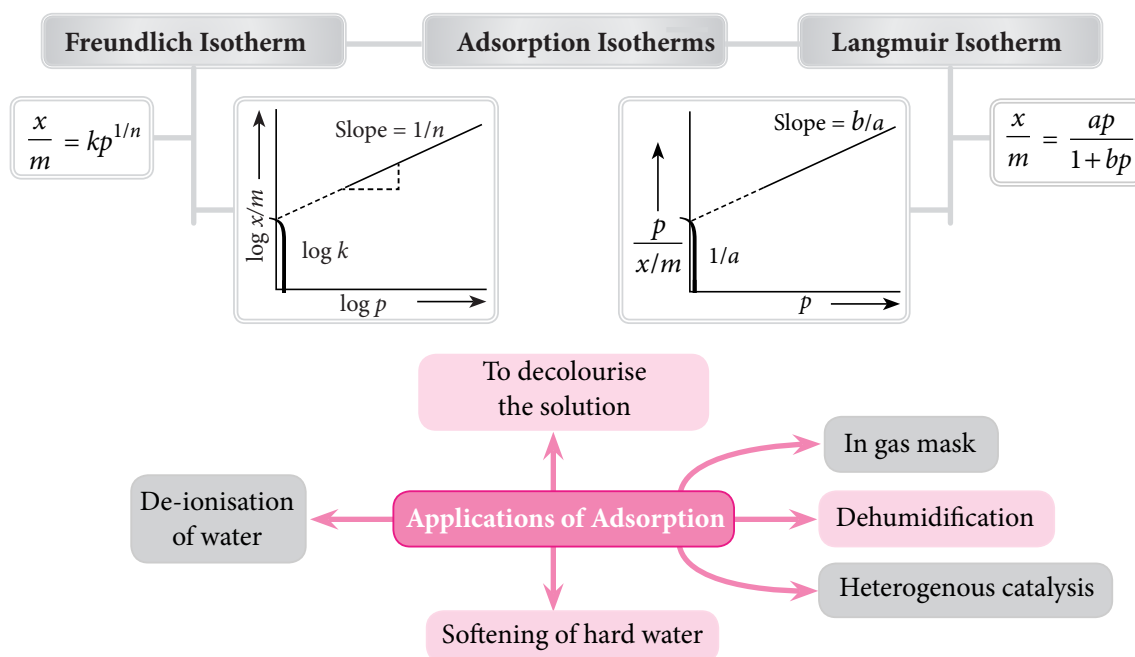 Freundlich Isotherm
Adsorption Isotherms
Langmuir Isotherm
x/m = kp^{1/n}
Slope = 1/n
log x/m
log k
log p
Slope = b/a
p
x/m
1/a
p
x/m = ap/1+bp
To decolourise
the solution
In gas mask
De-ionisation
of water
Applications of Adsorption
Dehumidification
Heterogenous catalysis
Softening of hard water